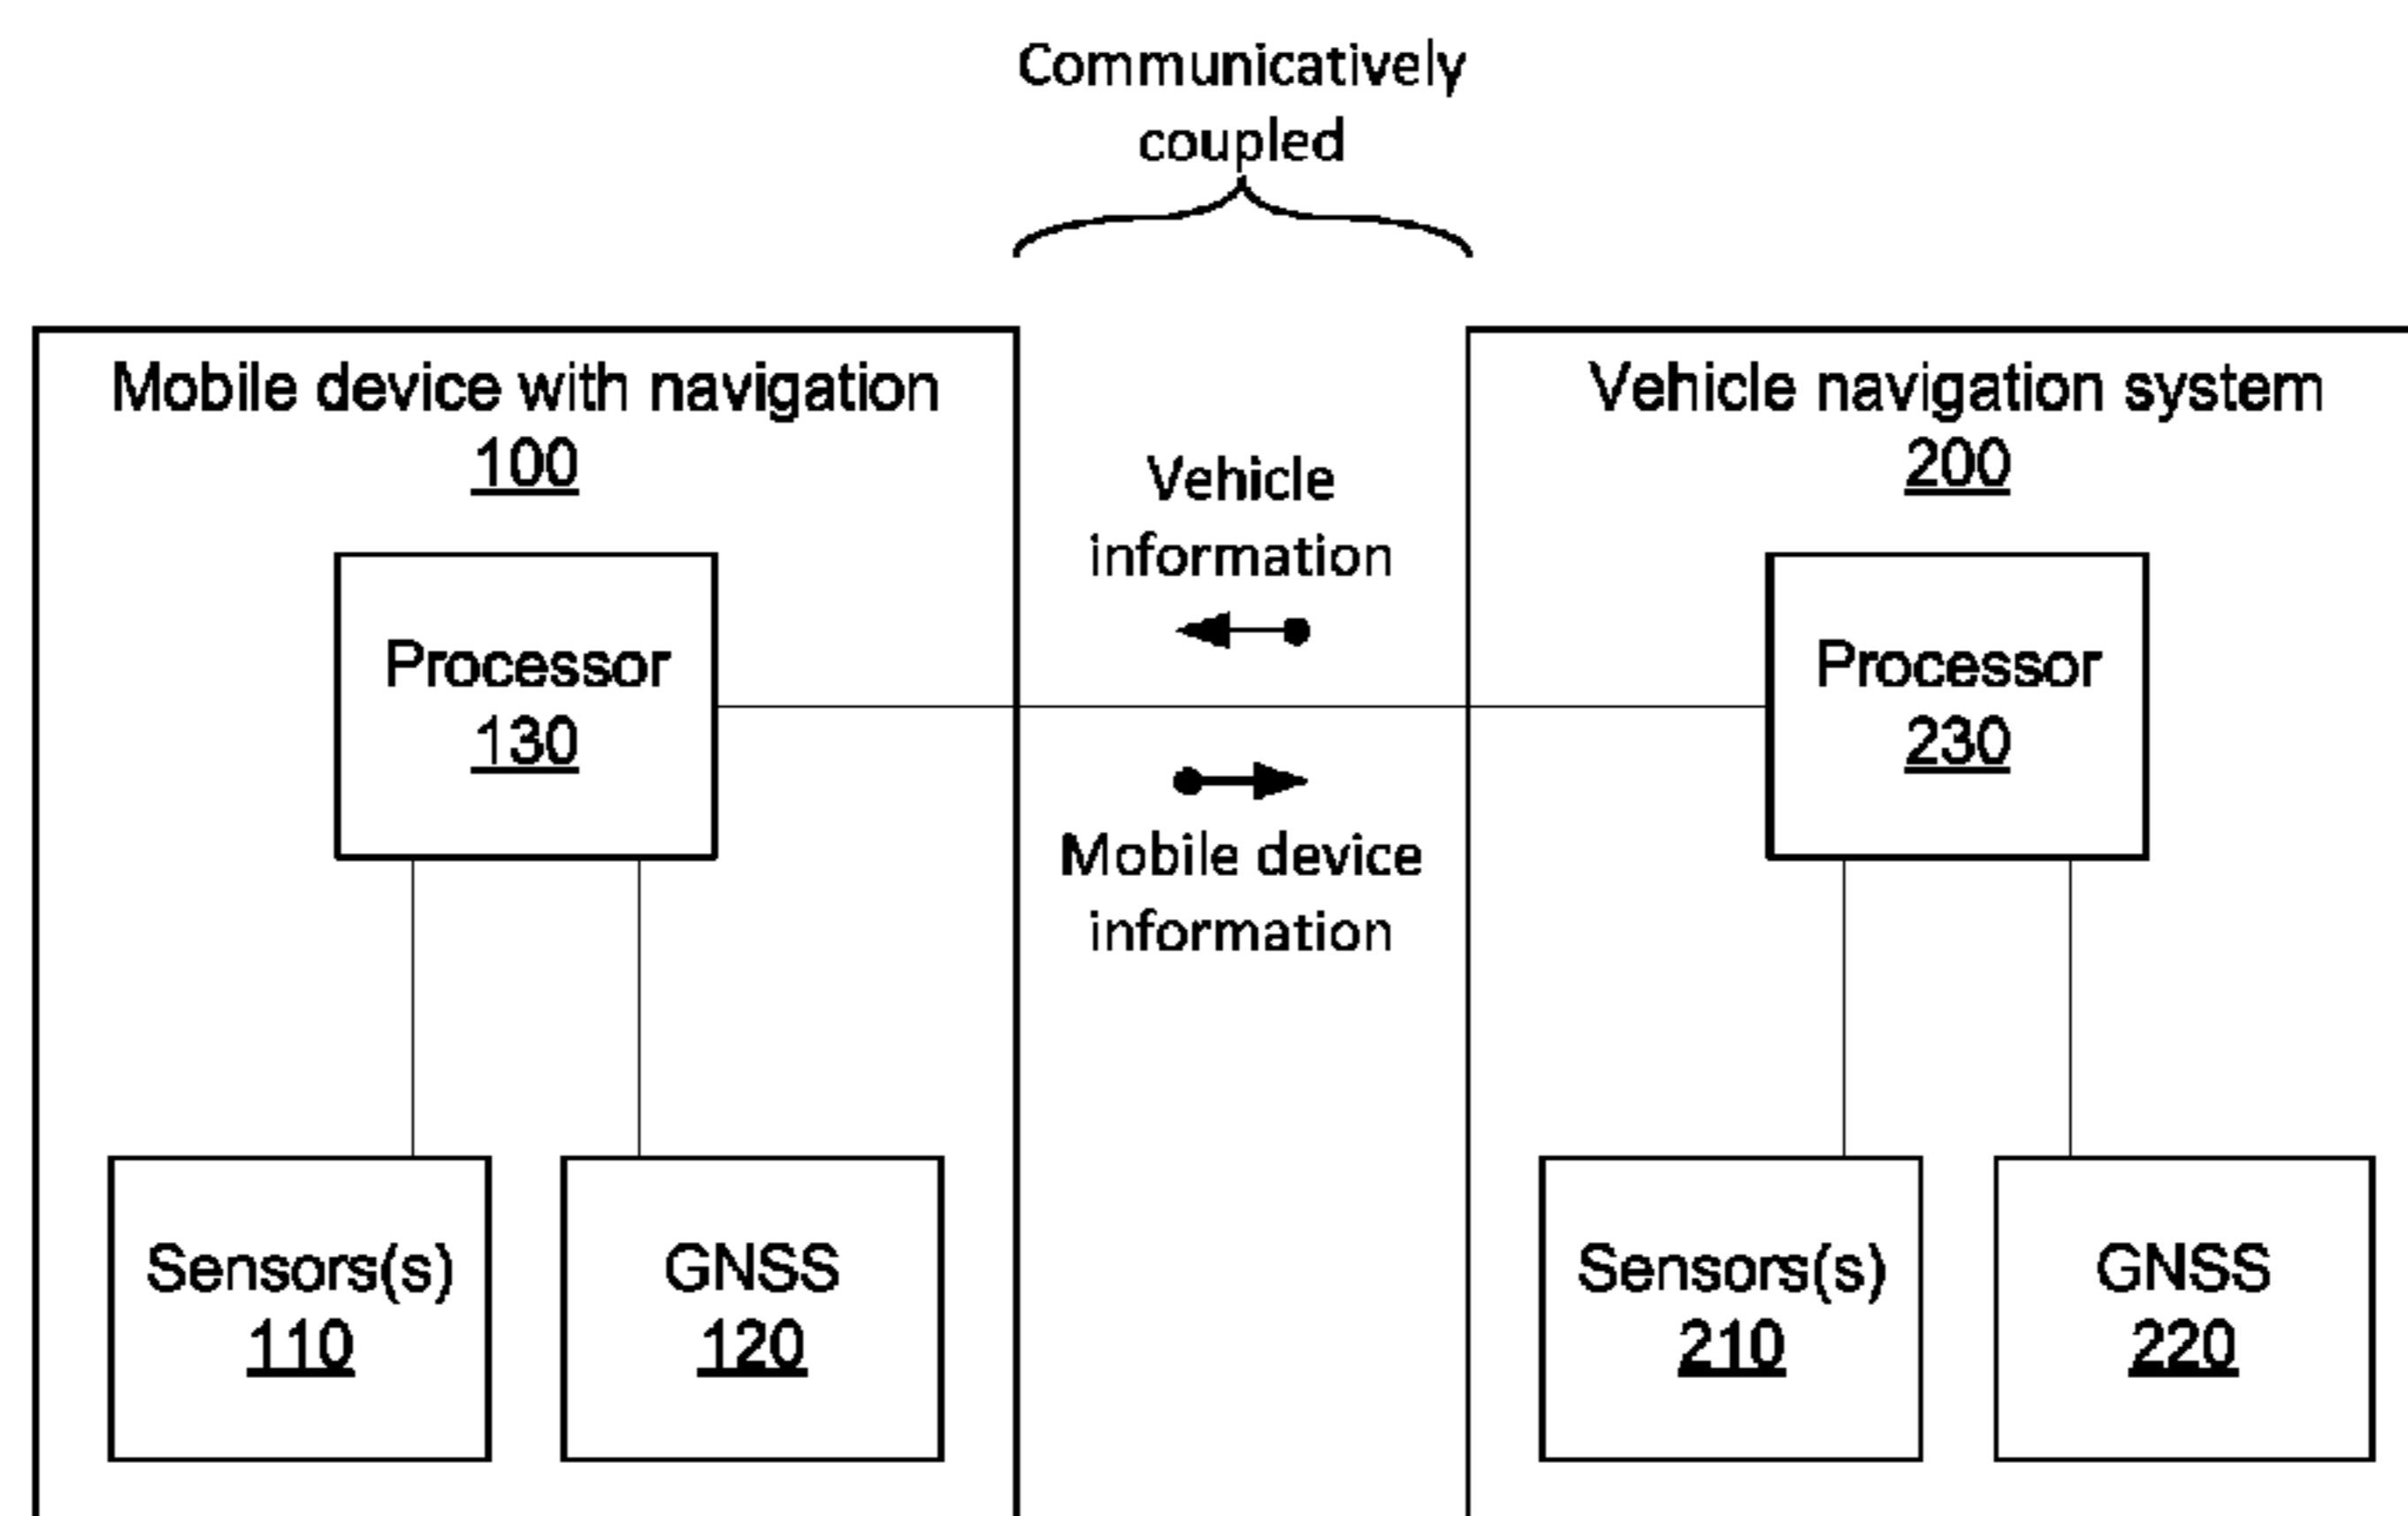 Communicatively
coupled
Mobile device with navigation
100
Vehicle
information
Vehicle navigation system
200
Processor
130
Processor
230
Mobile device
information
Sensors(s)
110
GNSS
120
Sensors(s)
210
GNSS
220